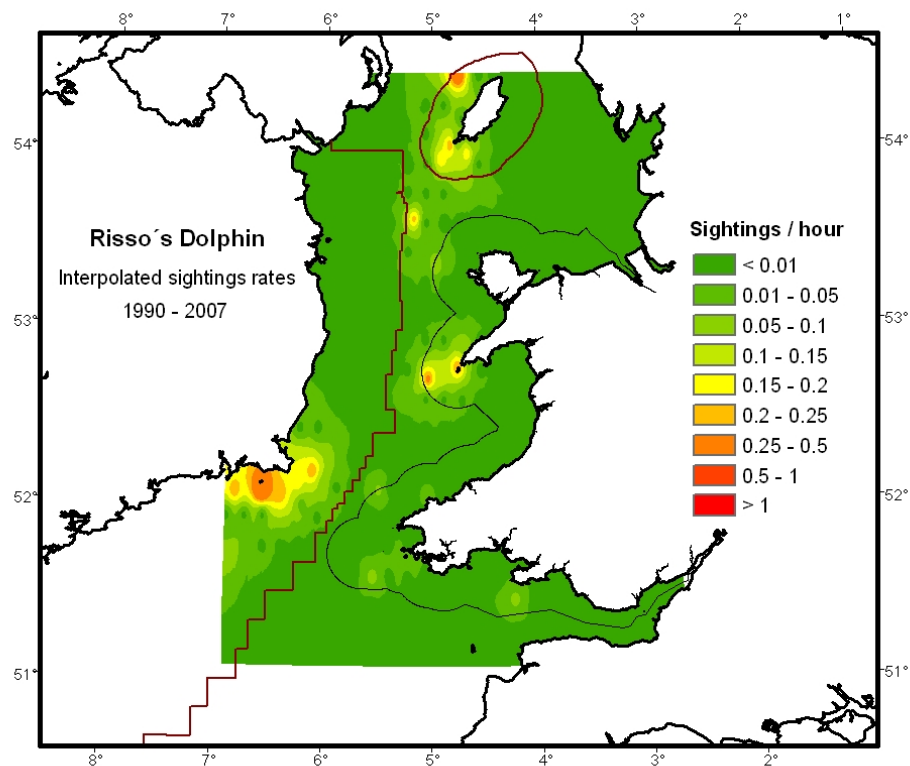 8° 7° 6° 5° 4° 3° 2° 1°
54° 54°
Risso´s Dolphin
Interpolated sightings rates
1990 - 2007
Sightings / hour
< 0.01
0.01 - 0.05
0.05 - 0.1
0.1 - 0.15
0.15 - 0.2
0.2 - 0.25
0.25 - 0.5
0.5 - 1
> 1
53° 53°
52° 52°
51° 51°
8° 7° 6° 5° 4° 3° 2°